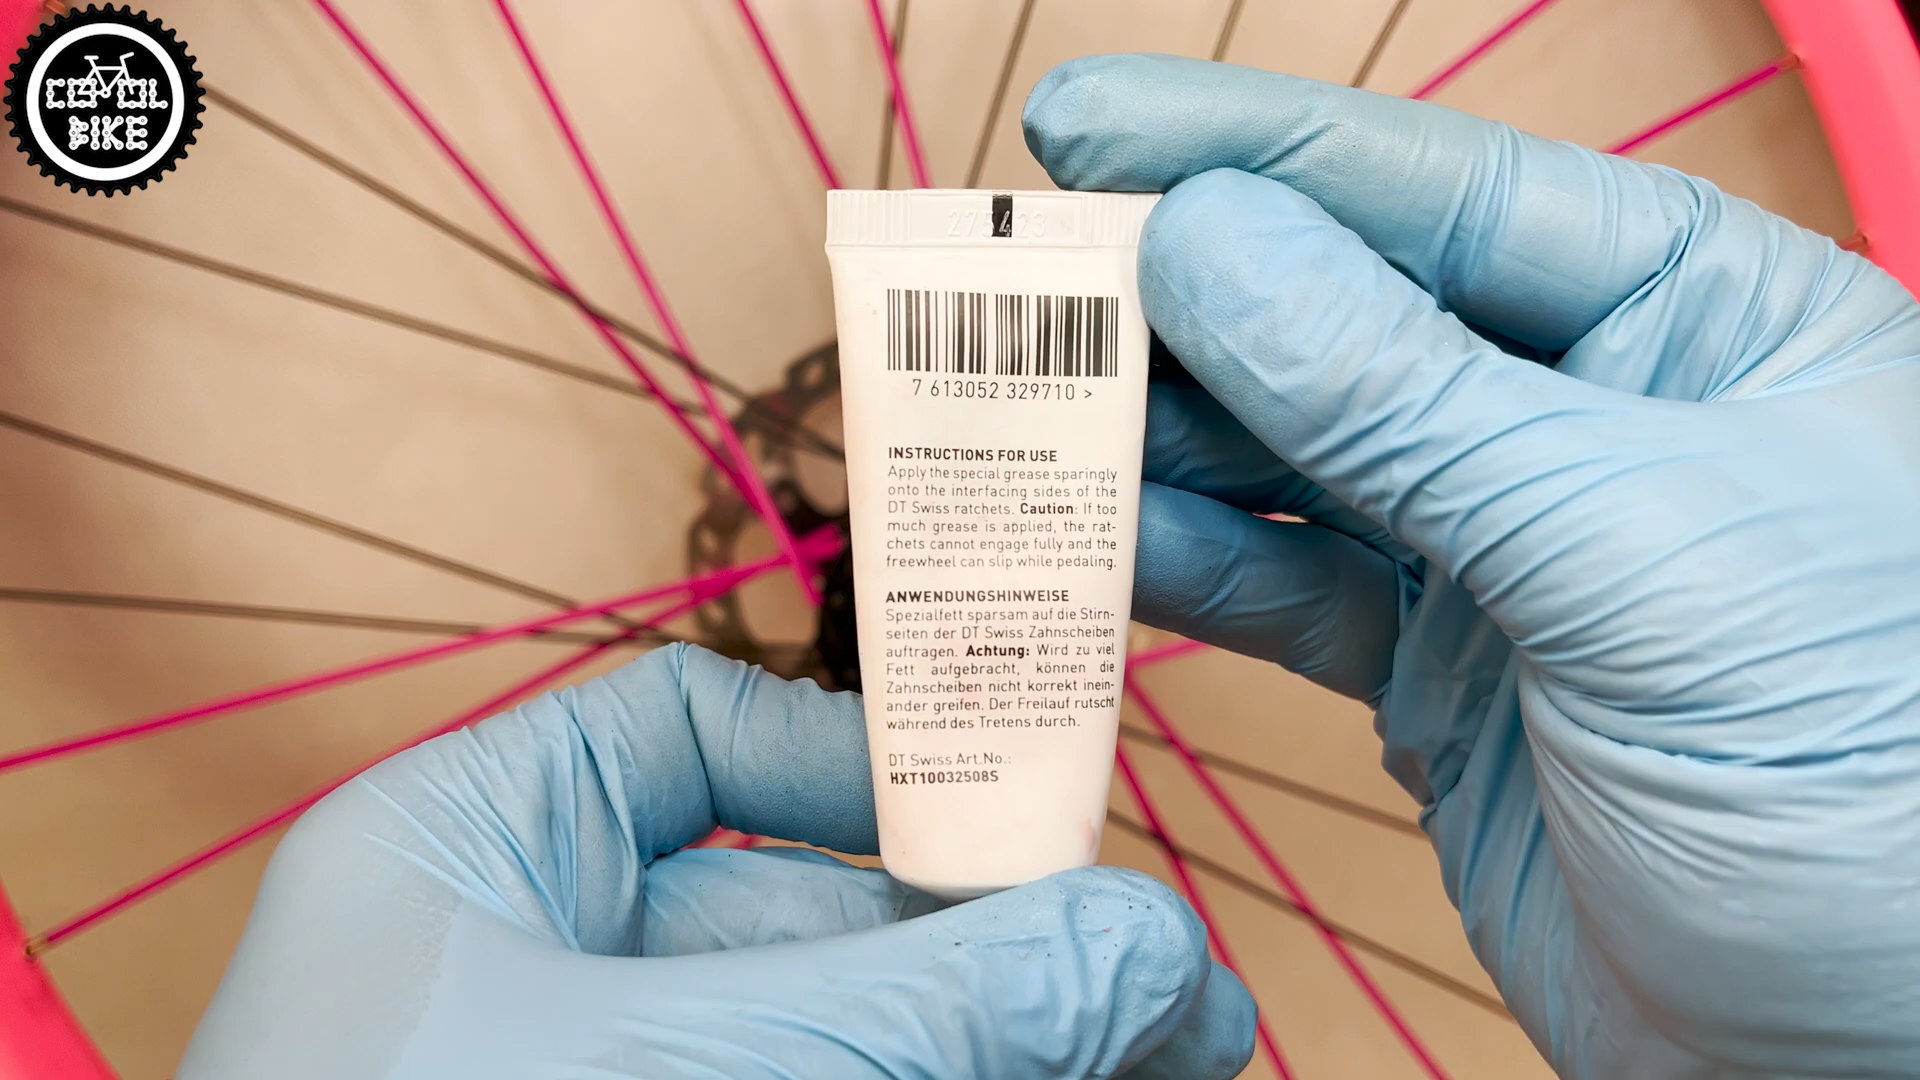 CEPOL
BIKE
275423
7 613052 329710 >
INSTRUCTIONS FOR USE
Apply the special grease sparingly
onto the interfacing sides of the
DT Swiss ratchets. Caution: If too
much grease is applied, the rat-
chets cannot engage fully and the
freewheel can slip while pedaling.
ANWENDUNGSHINWEISE
Spezialfett sparsam auf die Stirn-
seiten der DT Swiss Zahnscheiben
auftragen. Achtung: Wird zu viel
Fett aufgebracht, können die
Zahnscheiben nicht korrekt inein-
ander greifen. Der Freilauf rutscht
während des Tretens durch.
DT Swiss Art.No.:
HXT10032508S